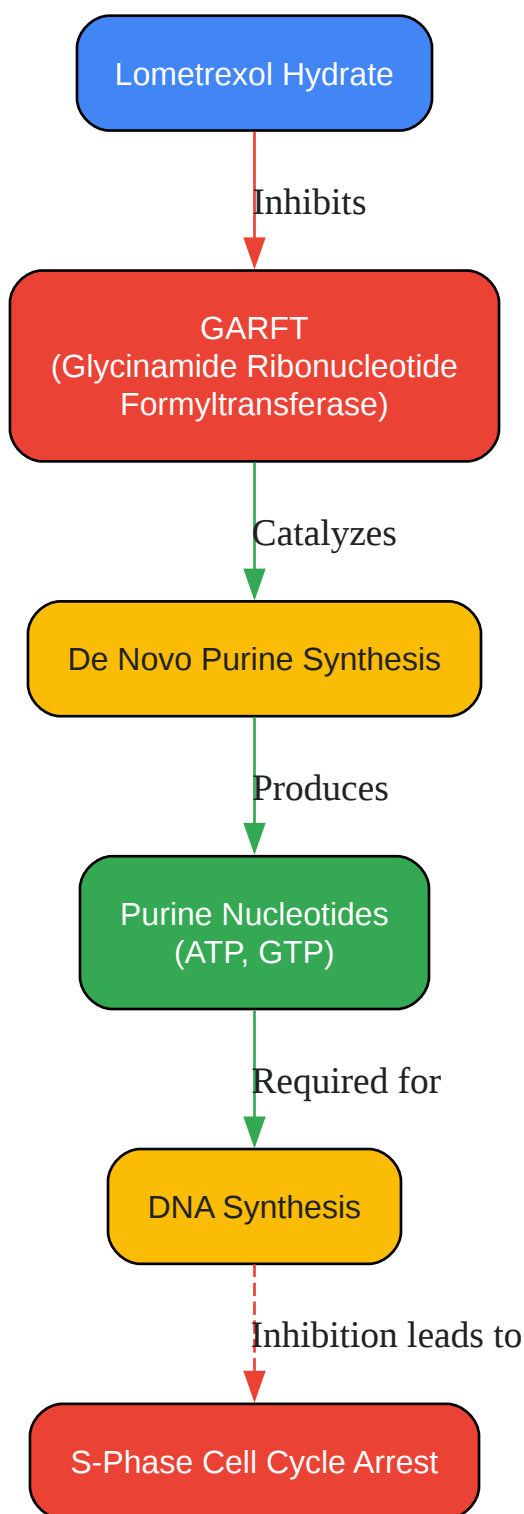 Lometrexol Hydrate
Inhibits
GARFT
(Glycinamide Ribonucleotide
Formyltransferase)
Catalyzes
De Novo Purine Synthesis
Produces
Purine Nucleotides
(ATP, GTP)
Required for
DNA Synthesis
Inhibition leads to
S-Phase Cell Cycle Arrest